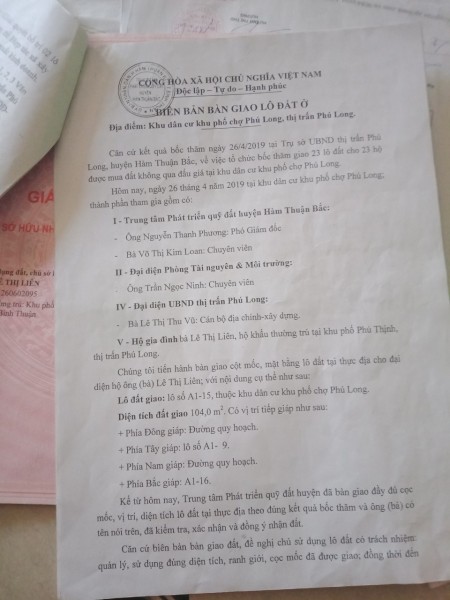 CỘNG HÒA XÃ HỘI CHỦ NGHĨA VIỆT NAM
Độc lập – Tự do – Hạnh phúc
BIÊN BẢN BÀN GIAO LÔ ĐẤT Ở
Địa điểm: Khu dân cư khu phố chợ Phú Long, thị trấn Phú Long.
Căn cứ kết quả bốc thăm ngày 26/4/2019 tại Trụ sở UBND thị trấn Phú
Long, huyện Hàm Thuận Bắc, về việc tổ chức bốc thăm giao 23 lô đất cho 23 hộ
được mua đất không qua đấu giá tại khu dân cư khu phố chợ Phú Long;
Hôm nay, ngày 26 tháng 4 năm 2019 tại khu dân cư khu phố chợ Phú Long;
thành phần tham gia gồm có:
I - Trung tâm Phát triển quỹ đất huyện Hàm Thuận Bắc:
- Ông Nguyễn Thanh Phương: Phó Giám đốc
- Bà Võ Thị Kim Loan: Chuyên viên
II – Đại diện Phòng Tài nguyên & Môi trường:
Ông Trần Ngọc Ninh: Chuyên viên
IV – Đại diện UBND thị trấn Phú Long:
- Bà Lê Thị Thu Vũ: Cán bộ địa chính-xây dựng.
V - Hộ gia đình bà Lê Thị Liên, hộ khẩu thường trú tại khu phố Phú Thịnh,
thị trấn Phú Long.
Chúng tôi tiến hành bàn giao cột mốc, mặt bằng lô đất tại thực địa cho đại
diện hộ ông (bà) Lê Thị Liên; với nội dung cụ thể như sau:
Lô đất giao: lô số A1-15, thuộc khu dân cư khu phố chợ Phú Long.
Diện tích đất giao 104,0 m². Có vị trí tiếp giáp như sau:
+ Phía Đông giáp: Đường quy hoạch.
+ Phía Tây giáp: lô số A1- 9.
+ Phía Nam giáp: Đường quy hoạch.
+ Phía Bắc giáp: A1-16.
Kể từ hôm nay, Trung tâm Phát triển quỹ đất huyện đã bàn giao đầy đủ cọc
mốc, vị trí, diện tích lô đất tại thực địa theo đúng kết quả bốc thăm và ông (bà) có
tên nói trên, đã kiểm tra, xác nhận và đồng ý nhận đất.
Căn cứ biên bản bàn giao đất, đề nghị chủ sử dụng lô đất có trách nhiệm
quản lý, sử dụng đúng diện tích, ranh giới, cọc mốc đã được giao; đồng thời đến
GIẤ
SỞ HỮU NH
dụng đất, chủ sở
Ê THỊ LIÊN
260602095
Khu phố
Bình Thuận